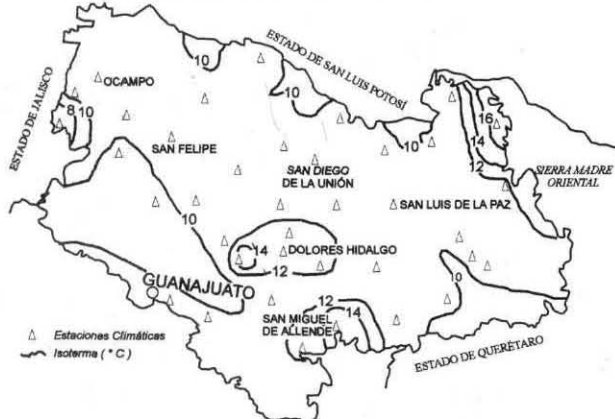 ESTADO DE SAN LUIS POTOSÍ
10
OCAMPO
8
10
10
ESTADO DE JALISCO
16
10
14
SAN FELIPE
12
SIERRA MADRE
ORIENTAL
SAN DIEGO
DE LA UNIÓN
10
SAN LUIS DE LA PAZ
14
DOLORES HIDALGO
12
10
GUANAJUATO
12
14
SAN MIGUEL
DE ALLENDE
Estaciones Climáticas
Isoterma ( ° C )
ESTADO DE QUERÉTARO